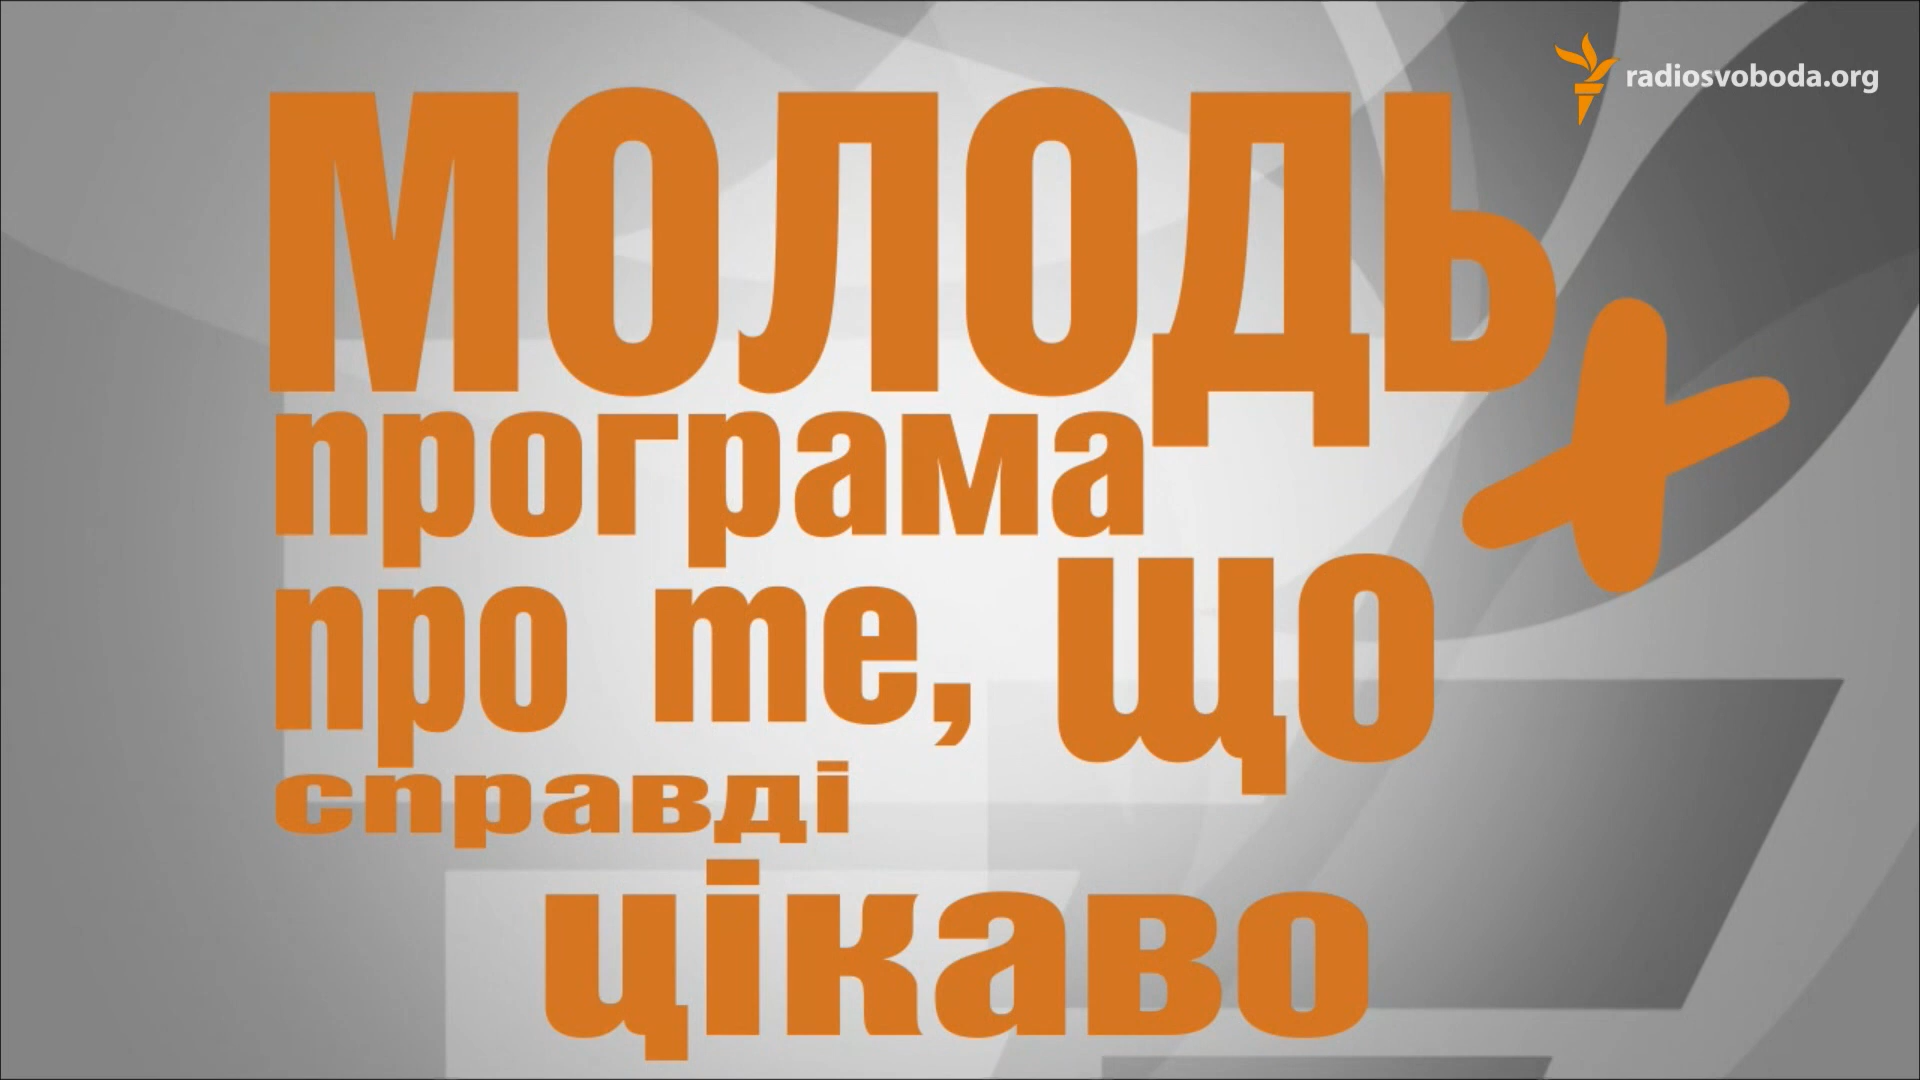 radiosvoboda.org
МОЛОДЬ+
програма
про те, що
справді
цікаво